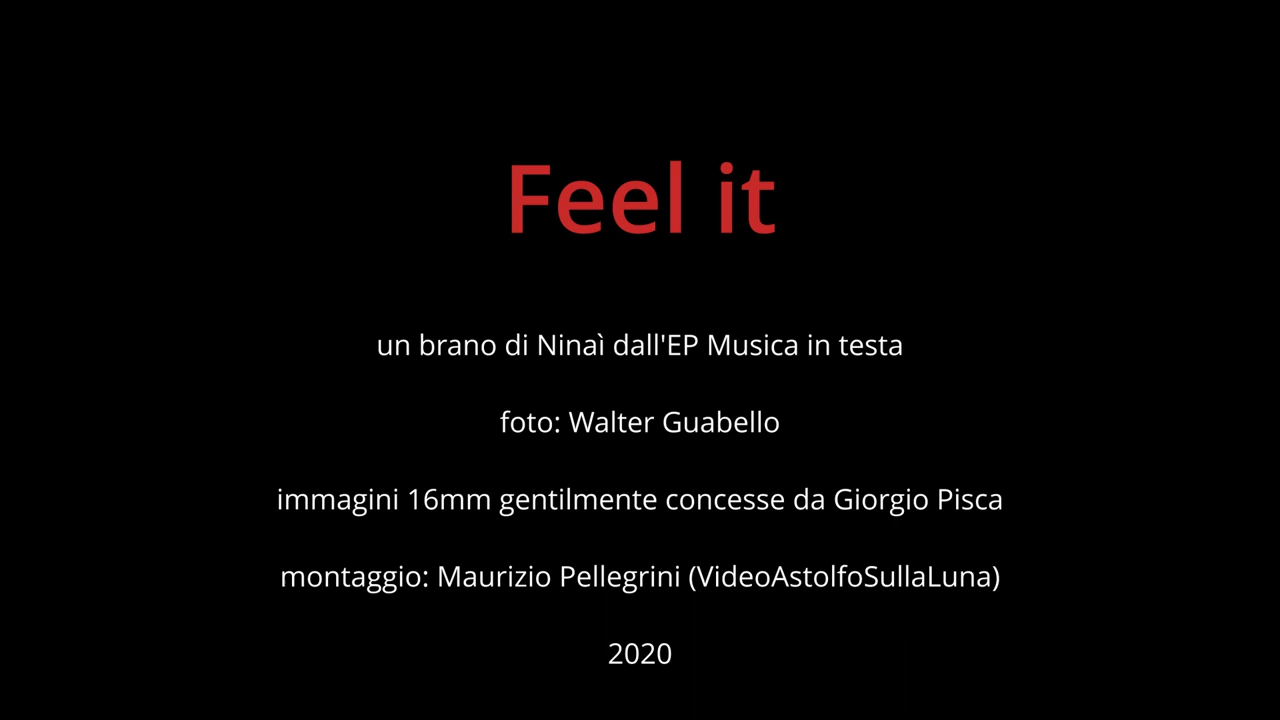 Feel it
un brano di Ninaì dall'EP Musica in testa
foto: Walter Guabello
immagini 16mm gentilmente concesse da Giorgio Pisca
montaggio: Maurizio Pellegrini (VideoAstolfoSullaLuna)
2020